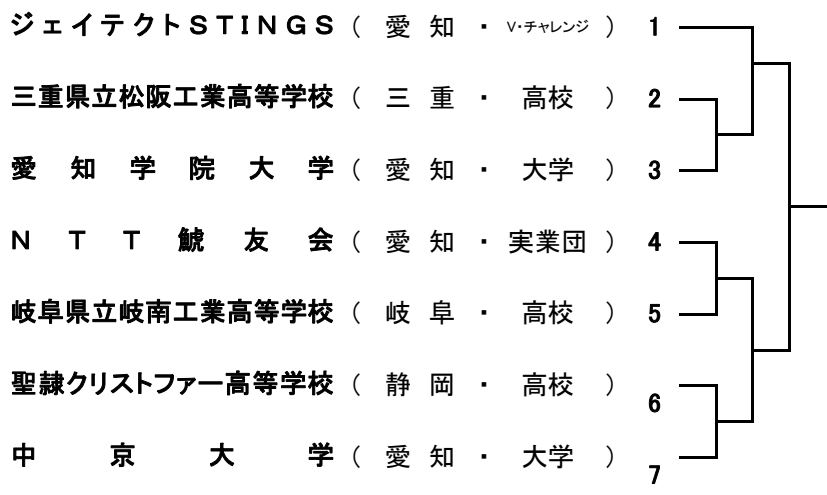 ジェイテクトSTINGS ( 愛 知 ・ V・チャレンジ ) 1
三重県立松阪工業高等学校 ( 三 重 ・ 高校 ) 2
愛知学院大学 ( 愛 知 ・ 大学 ) 3
NTT鯱友会 ( 愛 知 ・ 実業団 ) 4
岐阜県立岐南工業高等学校 ( 岐 阜 ・ 高校 ) 5
聖隷クリストファー高等学校 ( 静 岡 ・ 高校 ) 6
中京大学 ( 愛 知 ・ 大学 ) 7